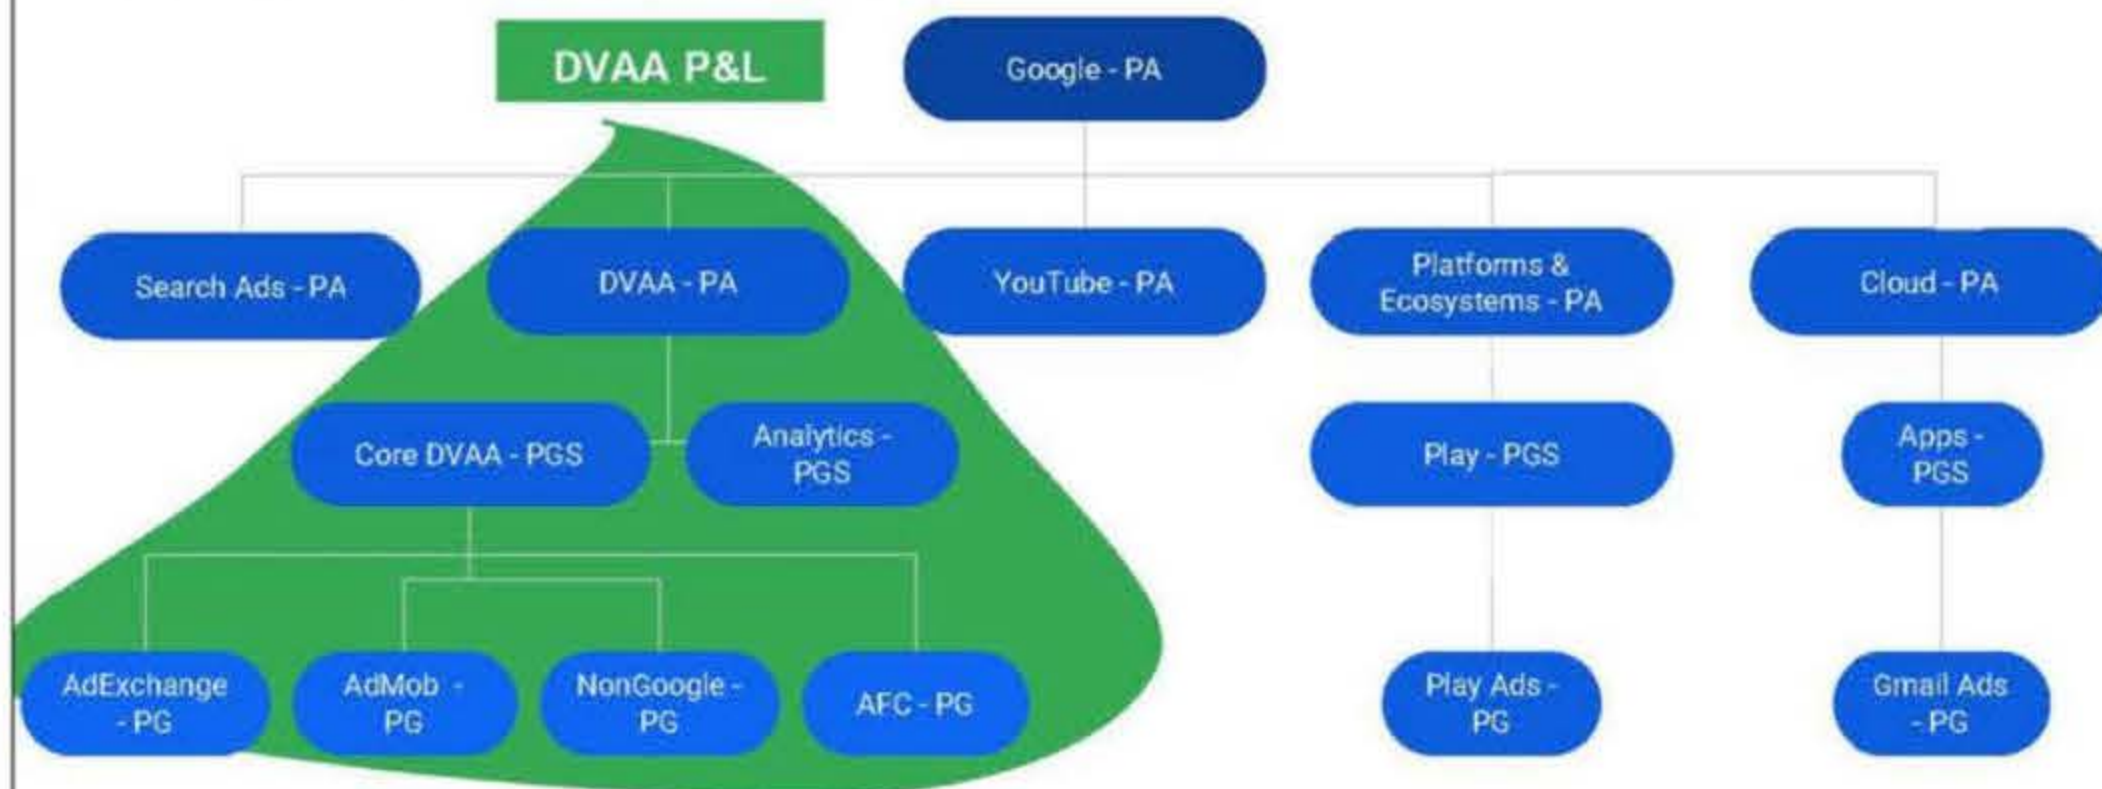 DVAA P&L
Google - PA
Search Ads - PA
DVAA - PA
YouTube - PA
Platforms &
Ecosystems - PA
Cloud - PA
Core DVAA - PGS
Analytics -
PGS
Play - PGS
Apps -
PGS
AdExchange
- PG
AdMob -
PG
NonGoogle -
PG
AFC - PG
Play Ads -
PG
Gmail Ads
- PG